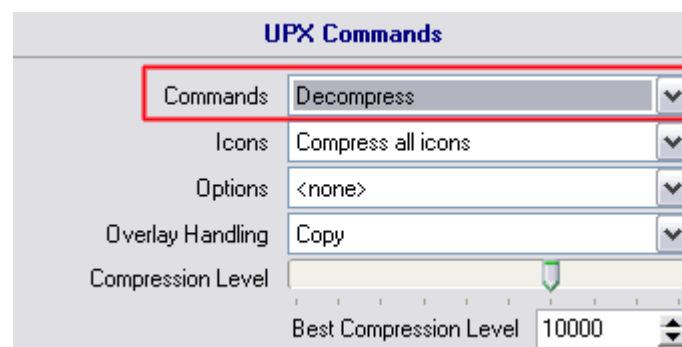 UPX Commands
Commands Decompress
Icons Compress all icons
Options <none>
Overlay Handling Copy
Compression Level
Best Compression Level 10000